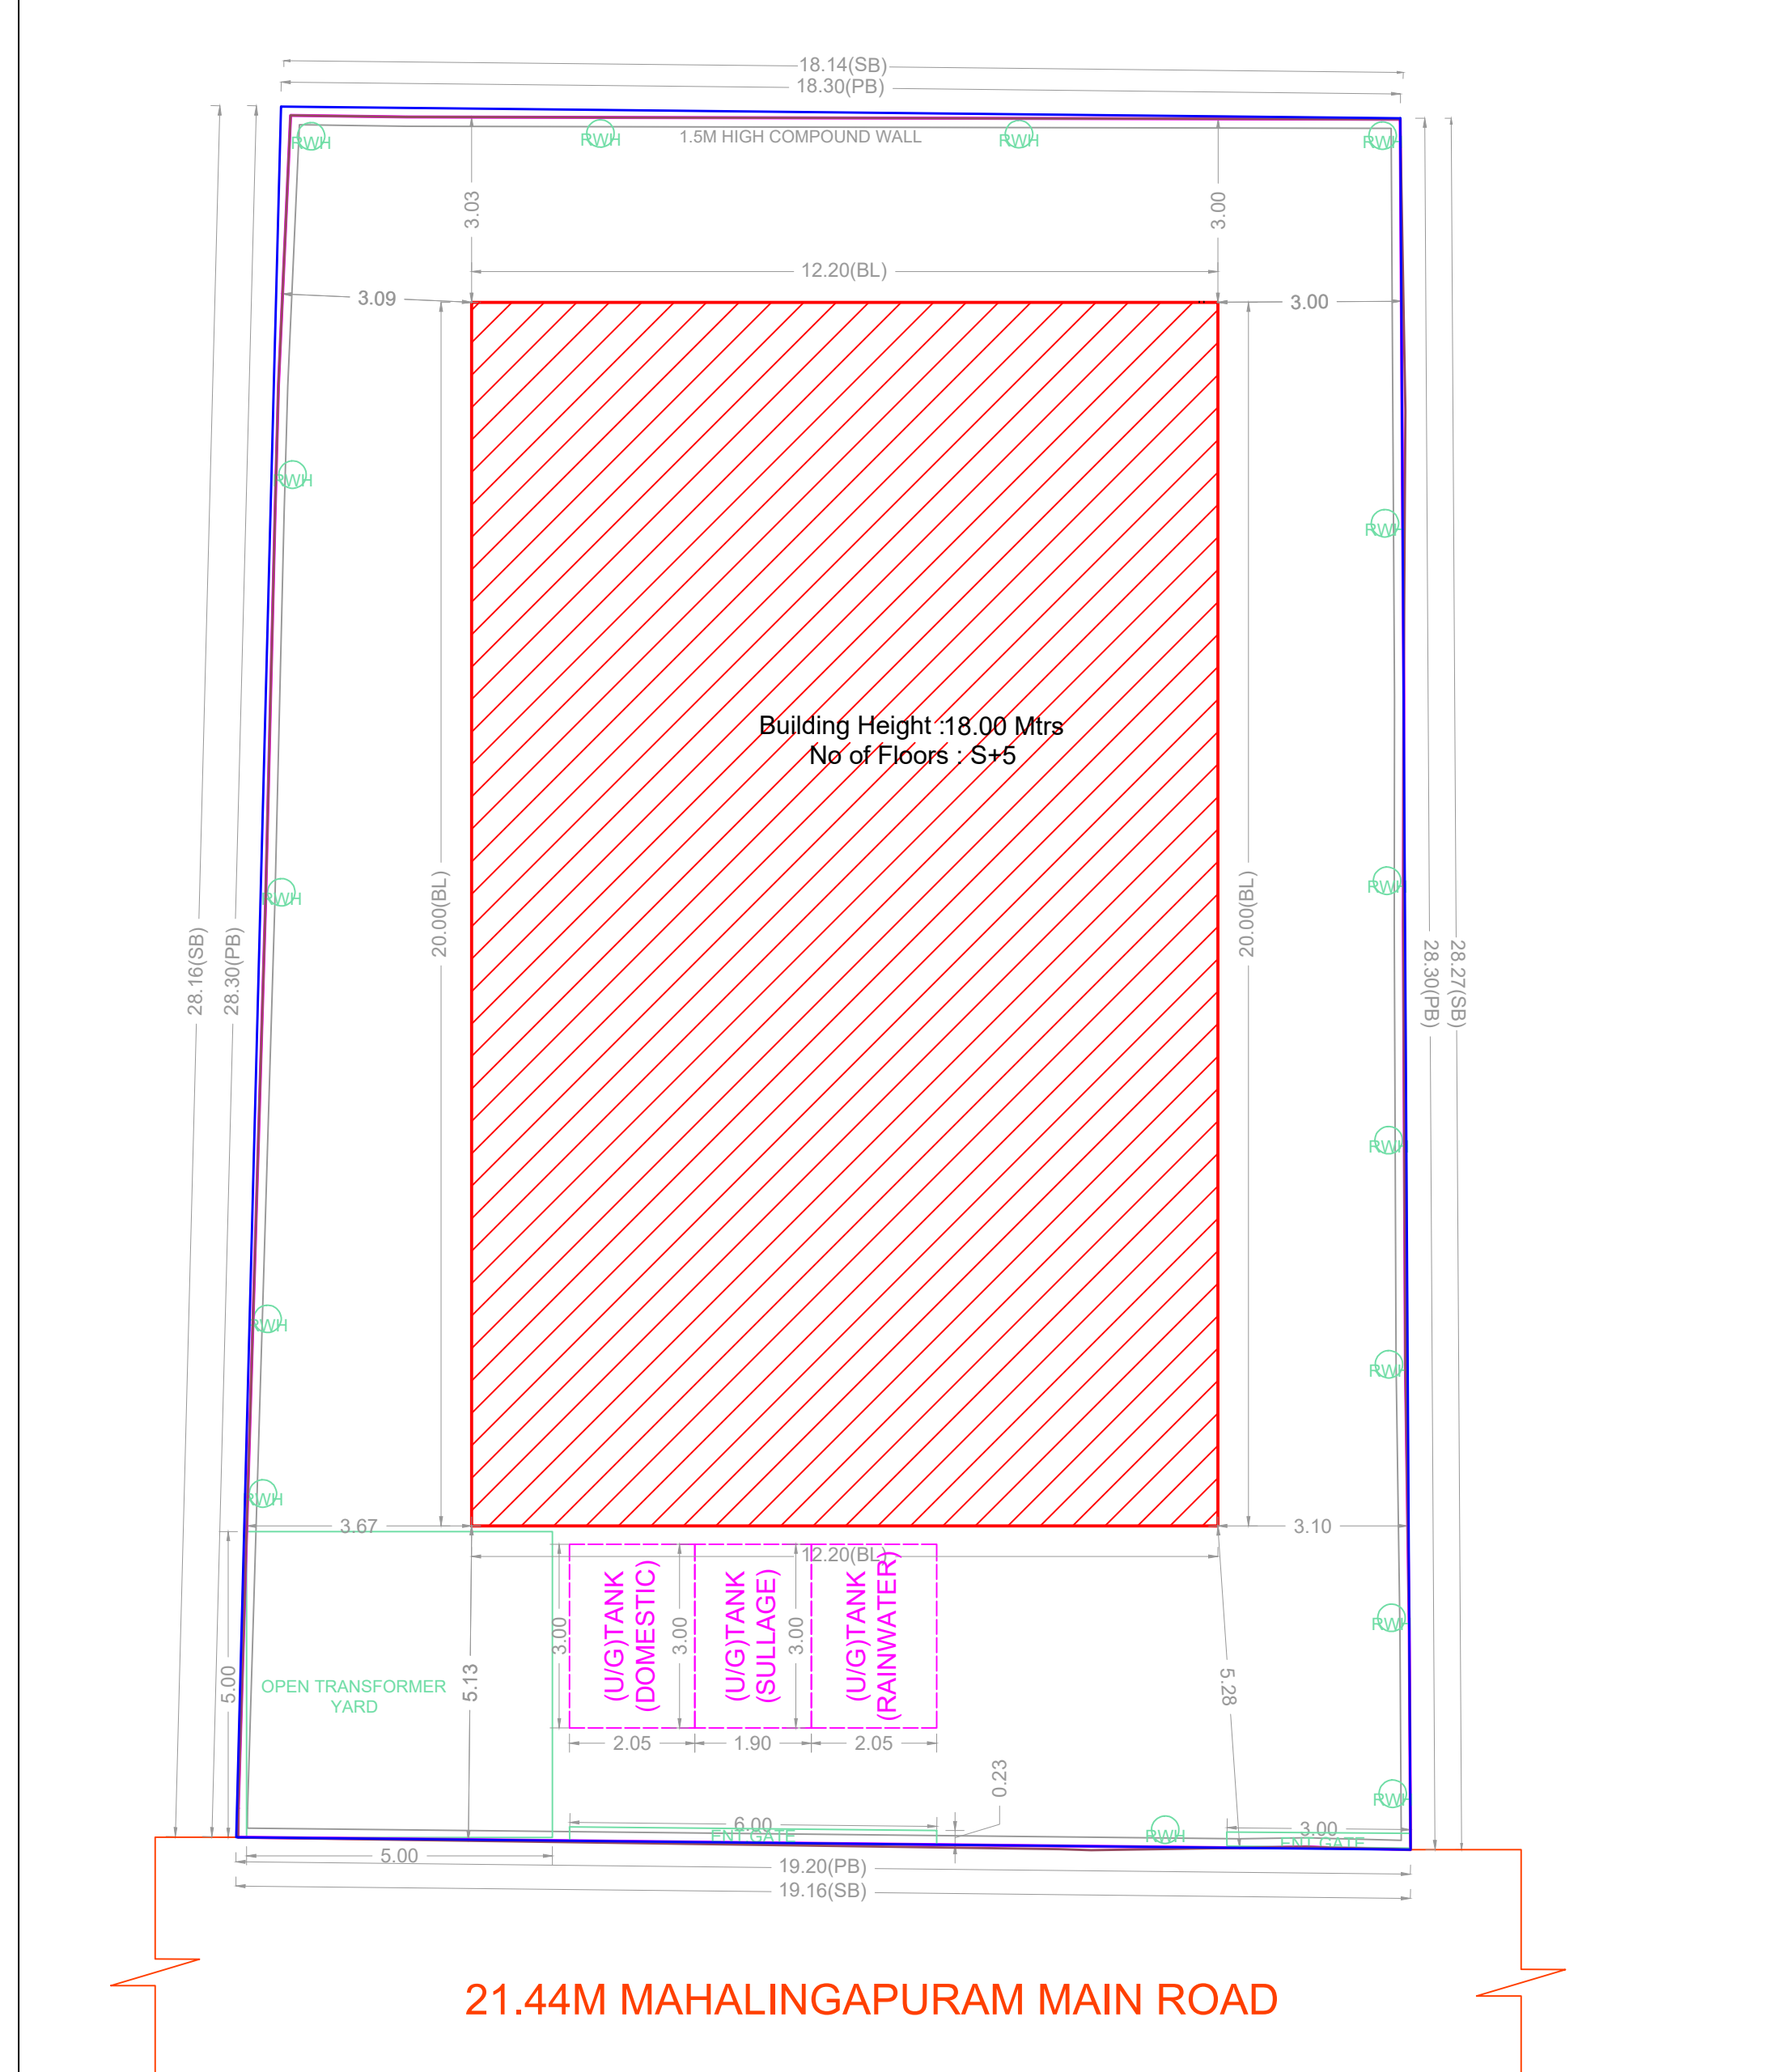 18.14(SB)
18.30(PB)
RWH
RWH
1.5M HIGH COMPOUND WALL
RWH
RWH
3.03
3.00
12.20(BL)
3.09
3.00
RWH
RWH
Building Height :18.00 Mtrs
No of Floors : S+5
RWH
RWH
20.00(BL)
20.00(BL)
28.16(SB)
28.30(PB)
28.30(PB)
28.27(SB)
RWH
RWH
RWH
RWH
3.67
3.10
12.20(BL)
(U/G)TANK
(DOMESTIC)
(U/G)TANK
(SULLAGE)
(U/G)TANK
(RAINWATER)
3.00
3.00
3.00
RWH
5.00
OPEN TRANSFORMER
YARD
5.13
5.28
2.05
1.90
2.05
0.23
RWH
6.00
ENT.GATE
RWH
3.00
ENT.GATE
5.00
19.20(PB)
19.16(SB)
21.44M MAHALINGAPURAM MAIN ROAD